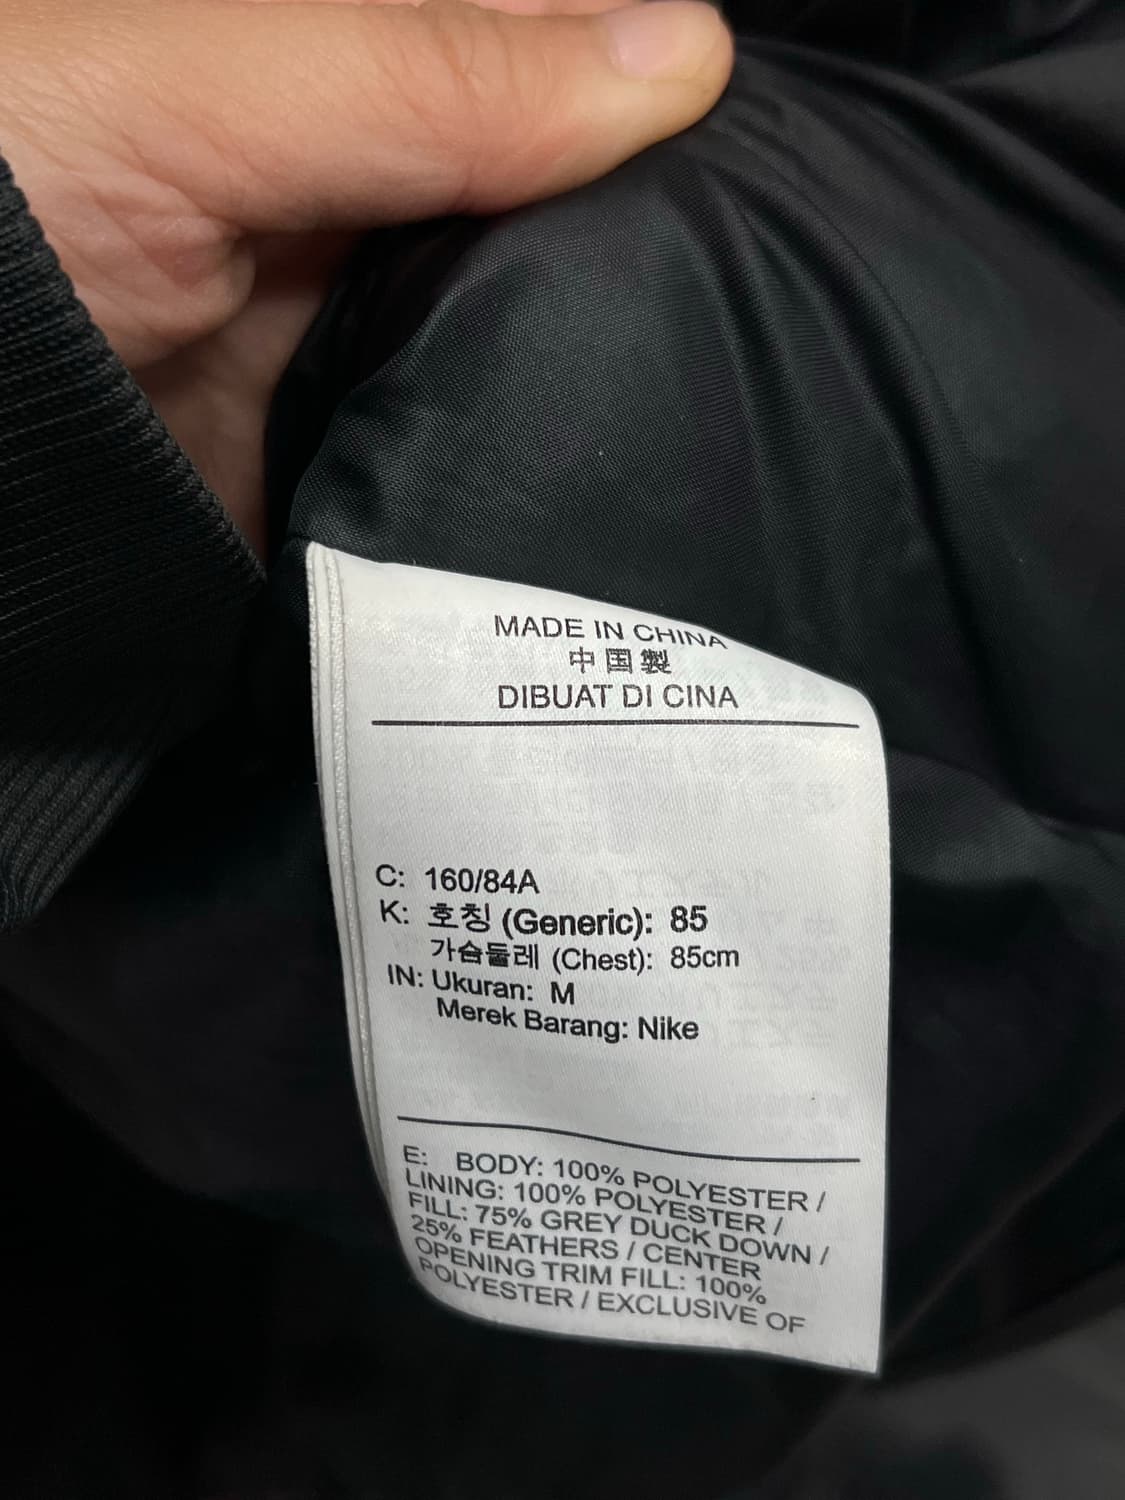 MADE IN CHINA
中国製
DIBUAT DI CINA
C: 160/84A
K: 호칭 (Generic): 85
가슴둘레 (Chest): 85cm
IN: Ukuran: M
Merek Barang: Nike
E: BODY: 100% POLYESTER /
LINING: 100% POLYESTER /
FILL: 75% GREY DUCK DOWN /
25% FEATHERS / CENTER
OPENING TRIM FILL: 100%
POLYESTER / EXCLUSIVE OF